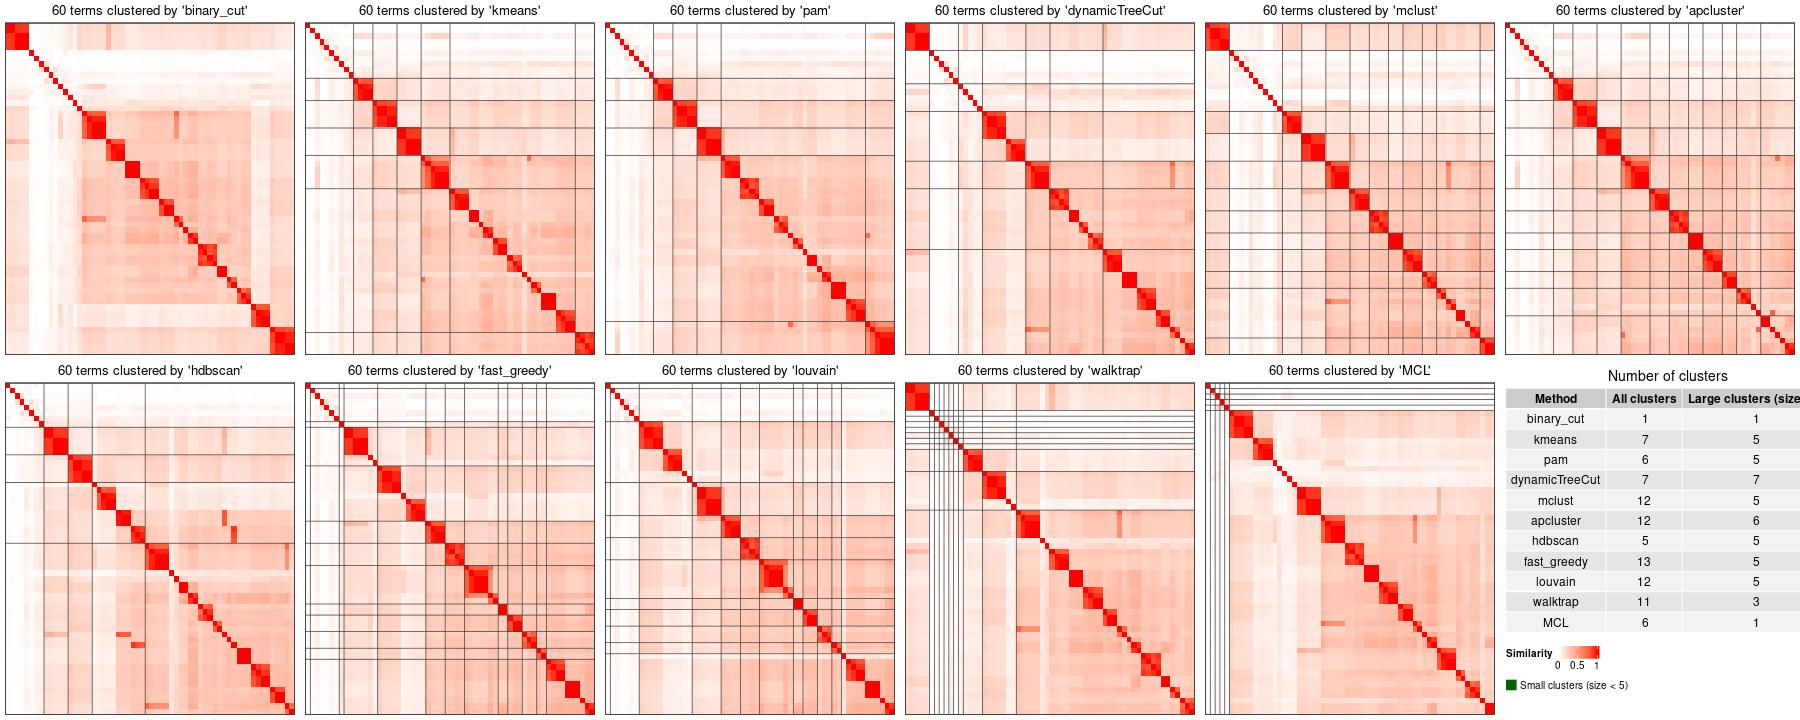 60 terms clustered by 'binary_cut'
60 terms clustered by 'kmeans'
60 terms clustered by 'pam'
60 terms clustered by 'dynamicTreeCut'
60 terms clustered by 'mclust'
60 terms clustered by 'apcluster'
60 terms clustered by 'hdbscan'
60 terms clustered by 'fast_greedy'
60 terms clustered by 'louvain'
60 terms clustered by 'walktrap'
60 terms clustered by 'MCL'
Number of clusters
Method All clusters Large clusters (size
binary_cut 1 1
kmeans 7 5
pam 6 5
dynamicTreeCut 7 7
mclust 12 5
apcluster 12 6
hdbscan 5 5
fast_greedy 13 5
louvain 12 5
walktrap 11 3
MCL 6 1
Similarity
0 0.5 1
Small clusters (size < 5)